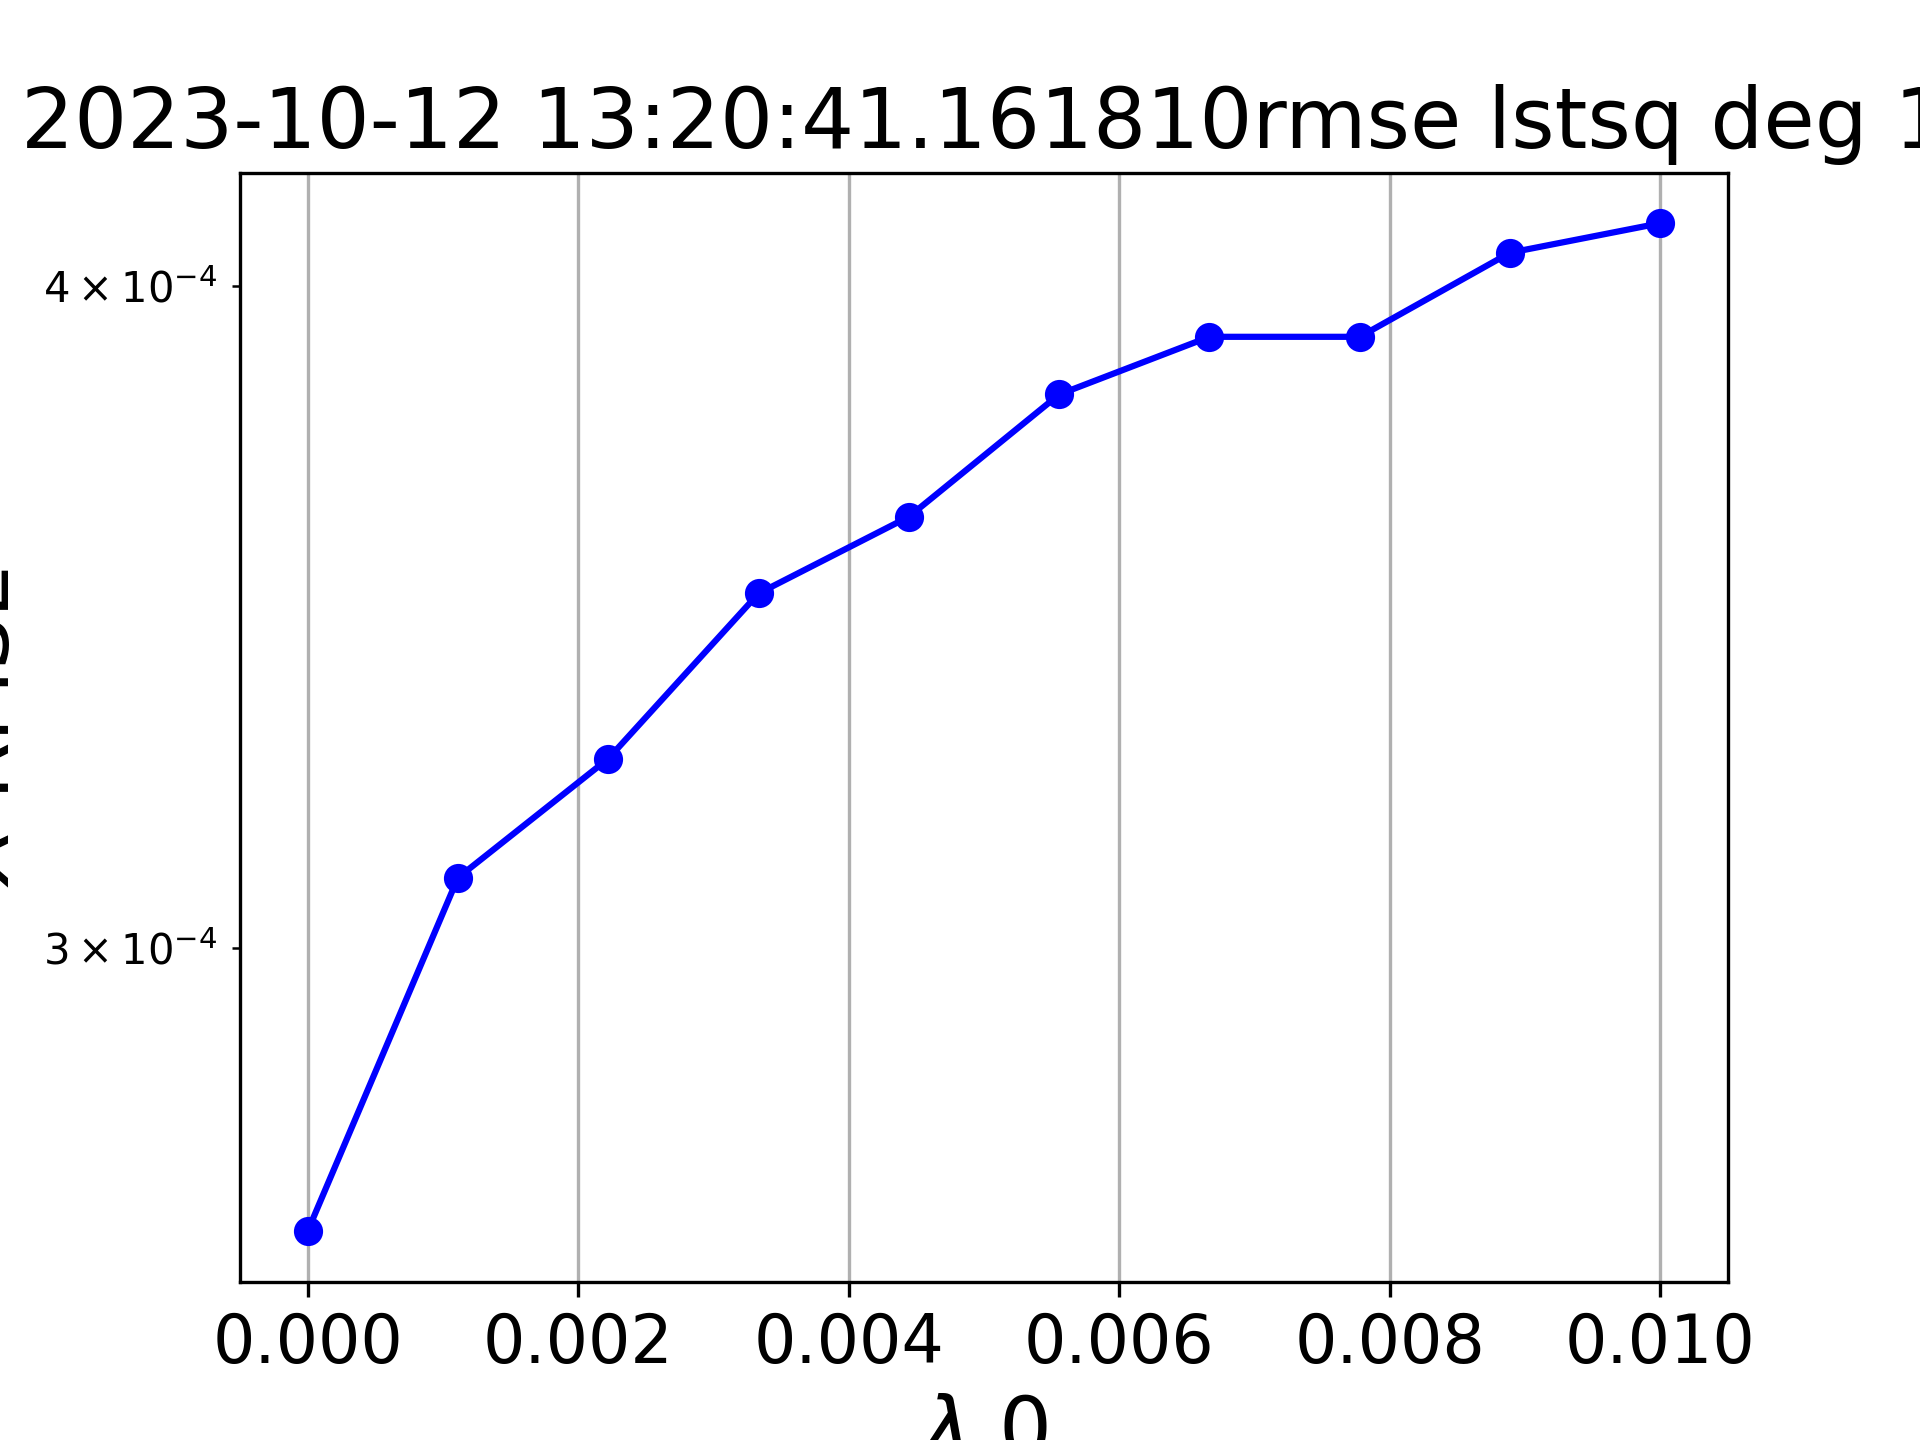 2023-10-12 13:20:41.161810rmse lstsq deg 1
4 × 10⁻⁴
3 × 10⁻⁴
0.000 0.002 0.004 0.006 0.008 0.010
λ 0